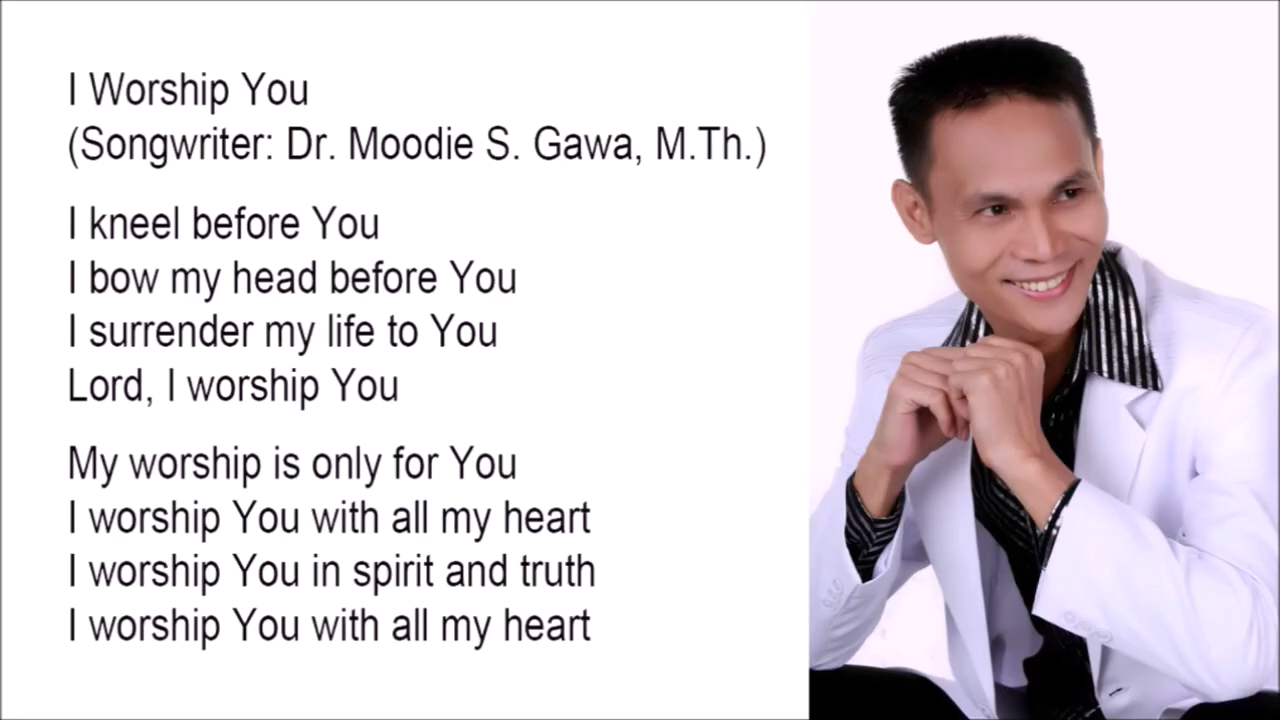 I Worship You
(Songwriter: Dr. Moodie S. Gawa, M.Th.)
I kneel before You
I bow my head before You
I surrender my life to You
Lord, I worship You
My worship is only for You
I worship You with all my heart
I worship You in spirit and truth
I worship You with all my heart